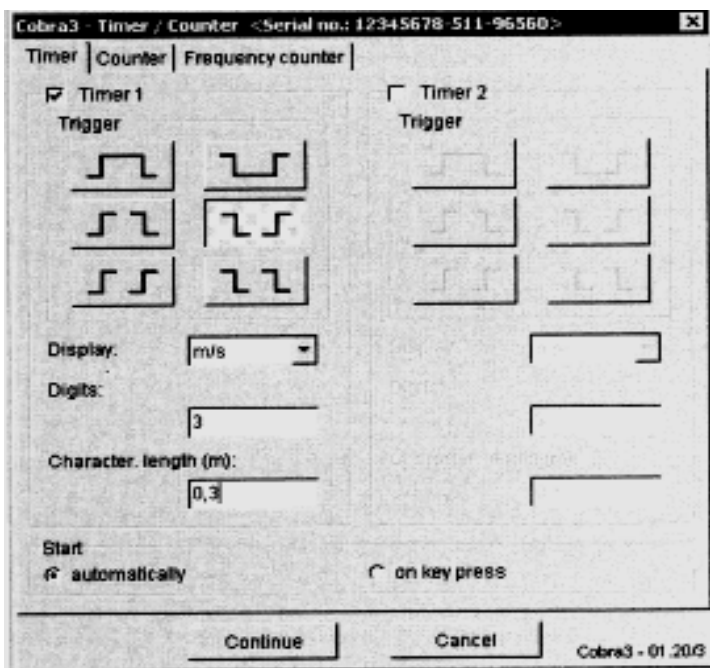 Cobra3 - Timer / Counter <Serial no.: 12345678-511-96560>
Timer Counter Frequency counter
Timer 1 Timer 2
Trigger Trigger
Display: m/s
Digits:
3
Character. length (m):
0,3
Start
automatically on key press
Continue Cancel Cobra3 - 01.20/3